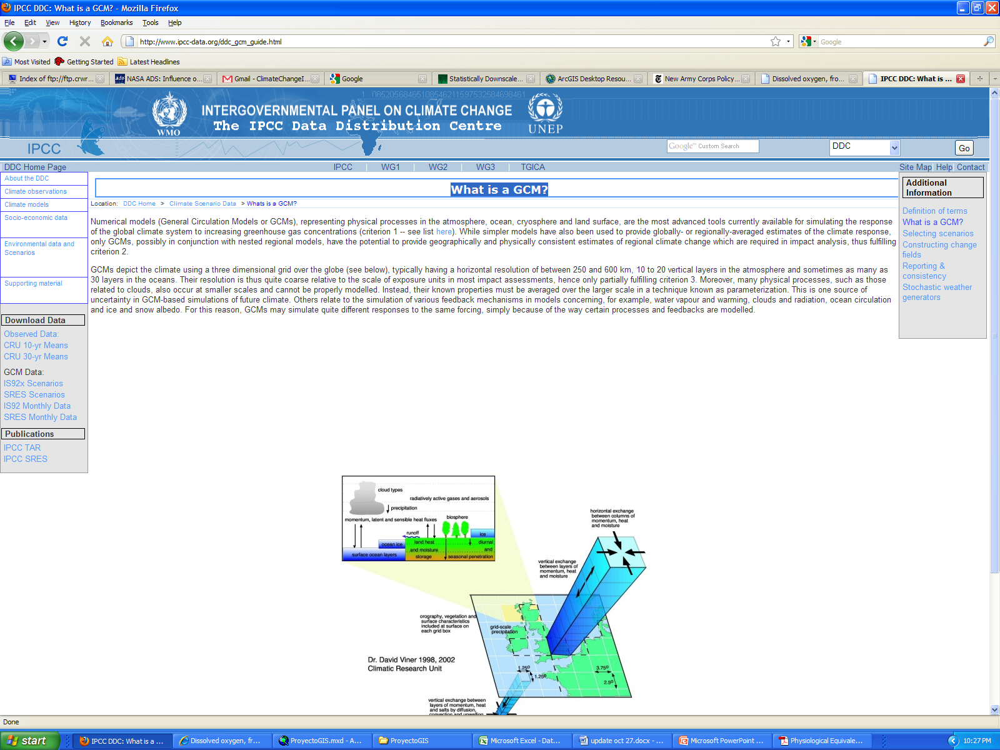 IPCC DDC: What is a GCM? - Mozilla Firefox
File Edit View History Bookmarks Tools Help
http://www.ipcc-data.org/ddc_gcm_guide.html
Google
Most Visited Getting Started Latest Headlines
Index of ftp://ftp.crwr...
NASA ADS: Influence o...
Gmail - ClimateChangeI...
Google
Statistically Downscale...
ArcGIS Desktop Resou...
New Army Corps Policy...
Dissolved oxygen, fro...
IPCC DDC: What is ...
INTERGOVERNMENTAL PANEL ON CLIMATE CHANGE
The IPCC Data Distribution Centre
WMO
UNEP
IPCC
Google™ Custom Search
DDC
Go
DDC Home Page
IPCC | WG1 | WG2 | WG3 | TGICA
Site Map Help Contact
About the DDC
Climate observations
Climate models
Socio-economic data
Environmental data and
Scenarios
Supporting material
Download Data
Observed Data:
CRU 10-yr Means
CRU 30-yr Means
GCM Data:
IS92x Scenarios
SRES Scenarios
IS92 Monthly Data
SRES Monthly Data
Publications
IPCC TAR
IPCC SRES
What is a GCM?
Location: DDC Home > Climate Scenario Data > Whats is a GCM?
Numerical models (General Circulation Models or GCMs), representing physical processes in the atmosphere, ocean, cryosphere and land surface, are the most advanced tools currently available for simulating the response
of the global climate system to increasing greenhouse gas concentrations (criterion 1 -- see list here). While simpler models have also been used to provide globally- or regionally-averaged estimates of the climate response,
only GCMs, possibly in conjunction with nested regional models, have the potential to provide geographically and physically consistent estimates of regional climate change which are required in impact analysis, thus fulfilling
criterion 2.
GCMs depict the climate using a three dimensional grid over the globe (see below), typically having a horizontal resolution of between 250 and 600 km, 10 to 20 vertical layers in the atmosphere and sometimes as many as
30 layers in the oceans. Their resolution is thus quite coarse relative to the scale of exposure units in most impact assessments, hence only partially fulfilling criterion 3. Moreover, many physical processes, such as those
related to clouds, also occur at smaller scales and cannot be properly modelled. Instead, their known properties must be averaged over the larger scale in a technique known as parameterization. This is one source of
uncertainty in GCM-based simulations of future climate. Others relate to the simulation of various feedback mechanisms in models concerning, for example, water vapour and warming, clouds and radiation, ocean circulation
and ice and snow albedo. For this reason, GCMs may simulate quite different responses to the same forcing, simply because of the way certain processes and feedbacks are modelled.
Additional
Information
Definition of terms
What is a GCM?
Selecting scenarios
Constructing change
fields
Reporting &
consistency
Stochastic weather
generators
cloud types
radiatively active gases and aerosols
precipitation
momentum, latent and sensible heat fluxes
biosphere
runoff
ice
ocean ice
land heat
and moisture
storage
diurnal
and
seasonal penetration
surface ocean layers
horizontal exchange
between columns of
momentum, heat
and moisture
vertical exchange
between layers of
momentum, heat
and moisture
orography, vegetation and
surface characteristics
included at surface on
each grid box
grid-scale
precipitation
Dr. David Viner 1998, 2002
Climatic Research Unit
1.25°
1.25°
3.75°
2.5°
vertical exchange between
layers of momentum, heat
and salts by diffusion,
convection and upwelling
Done
start
IPCC DDC: What is a ...
Dissolved oxygen, fr...
ProyectoGIS.mxd - A...
ProyectoGIS
Microsoft Excel - Dat...
update oct 27.docx - ...
Microsoft PowerPoint ...
Physiological Equivale...
10:27 PM